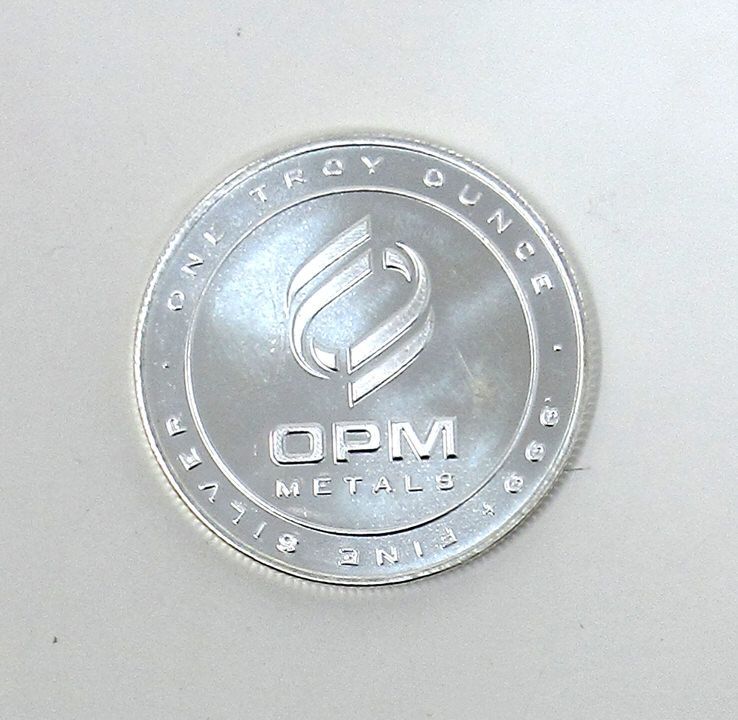 ONE TROY OUNCE · .999+ FINE SILVER ·
OPM
METALS